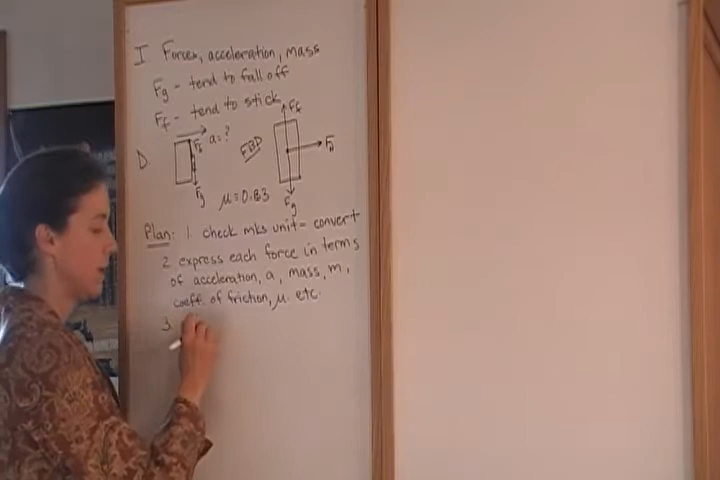 I Forces, acceleration, mass
Fg - tend to fall off
Ff - tend to stick
D. a=? FBD Ff
Ff Fn
Fg μ=0.83 Fg
Plan: 1. check mks unit - convert
2 express each force in terms
of acceleration, a, mass, m,
coeff. of friction, μ. etc.
3